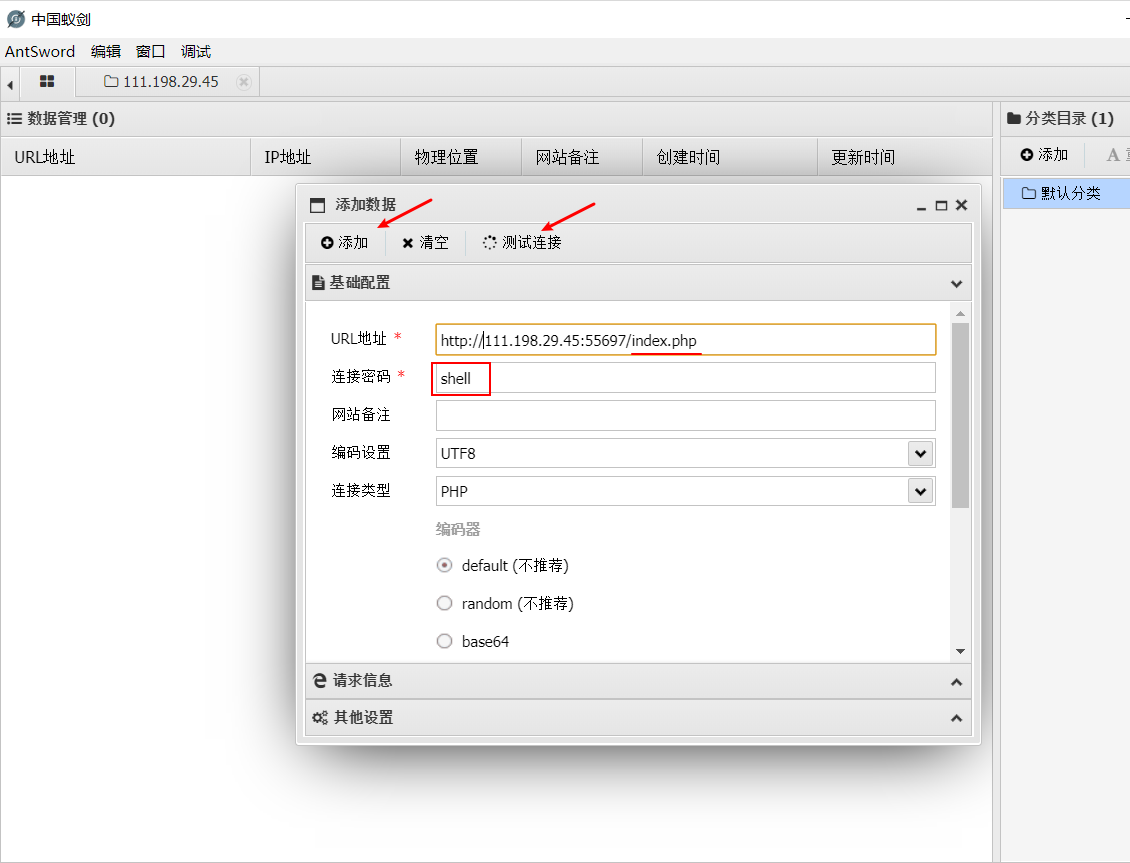 中国蚁剑
AntSword 编辑 窗口 调试
111.198.29.45
数据管理 (0)
分类目录 (1)
URL地址 IP地址 物理位置 网站备注 创建时间 更新时间
添加
默认分类
添加数据
添加 清空 测试连接
基础配置
URL地址 * http://111.198.29.45:55697/index.php
连接密码 * shell
网站备注
编码设置 UTF8
连接类型 PHP
编码器
default (不推荐)
random (不推荐)
base64
请求信息
其他设置